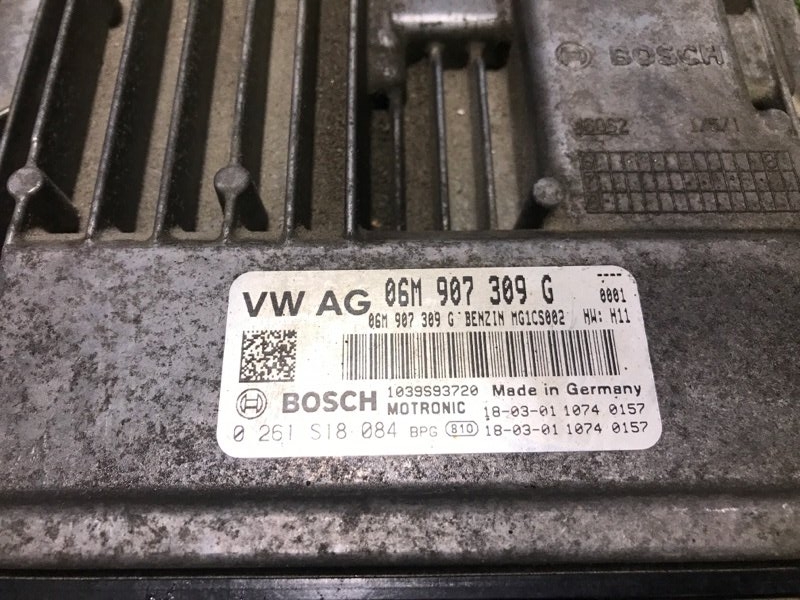 BOSCH
VW AG 06M 907 309 G 0001
06M 907 309 G BENZIN MG1CS002 HW: H11
BOSCH 1039S93720 Made in Germany
MOTRONIC 18-03-01 1074 0157
0 261 S18 084 BPG 810 18-03-01 1074 0157